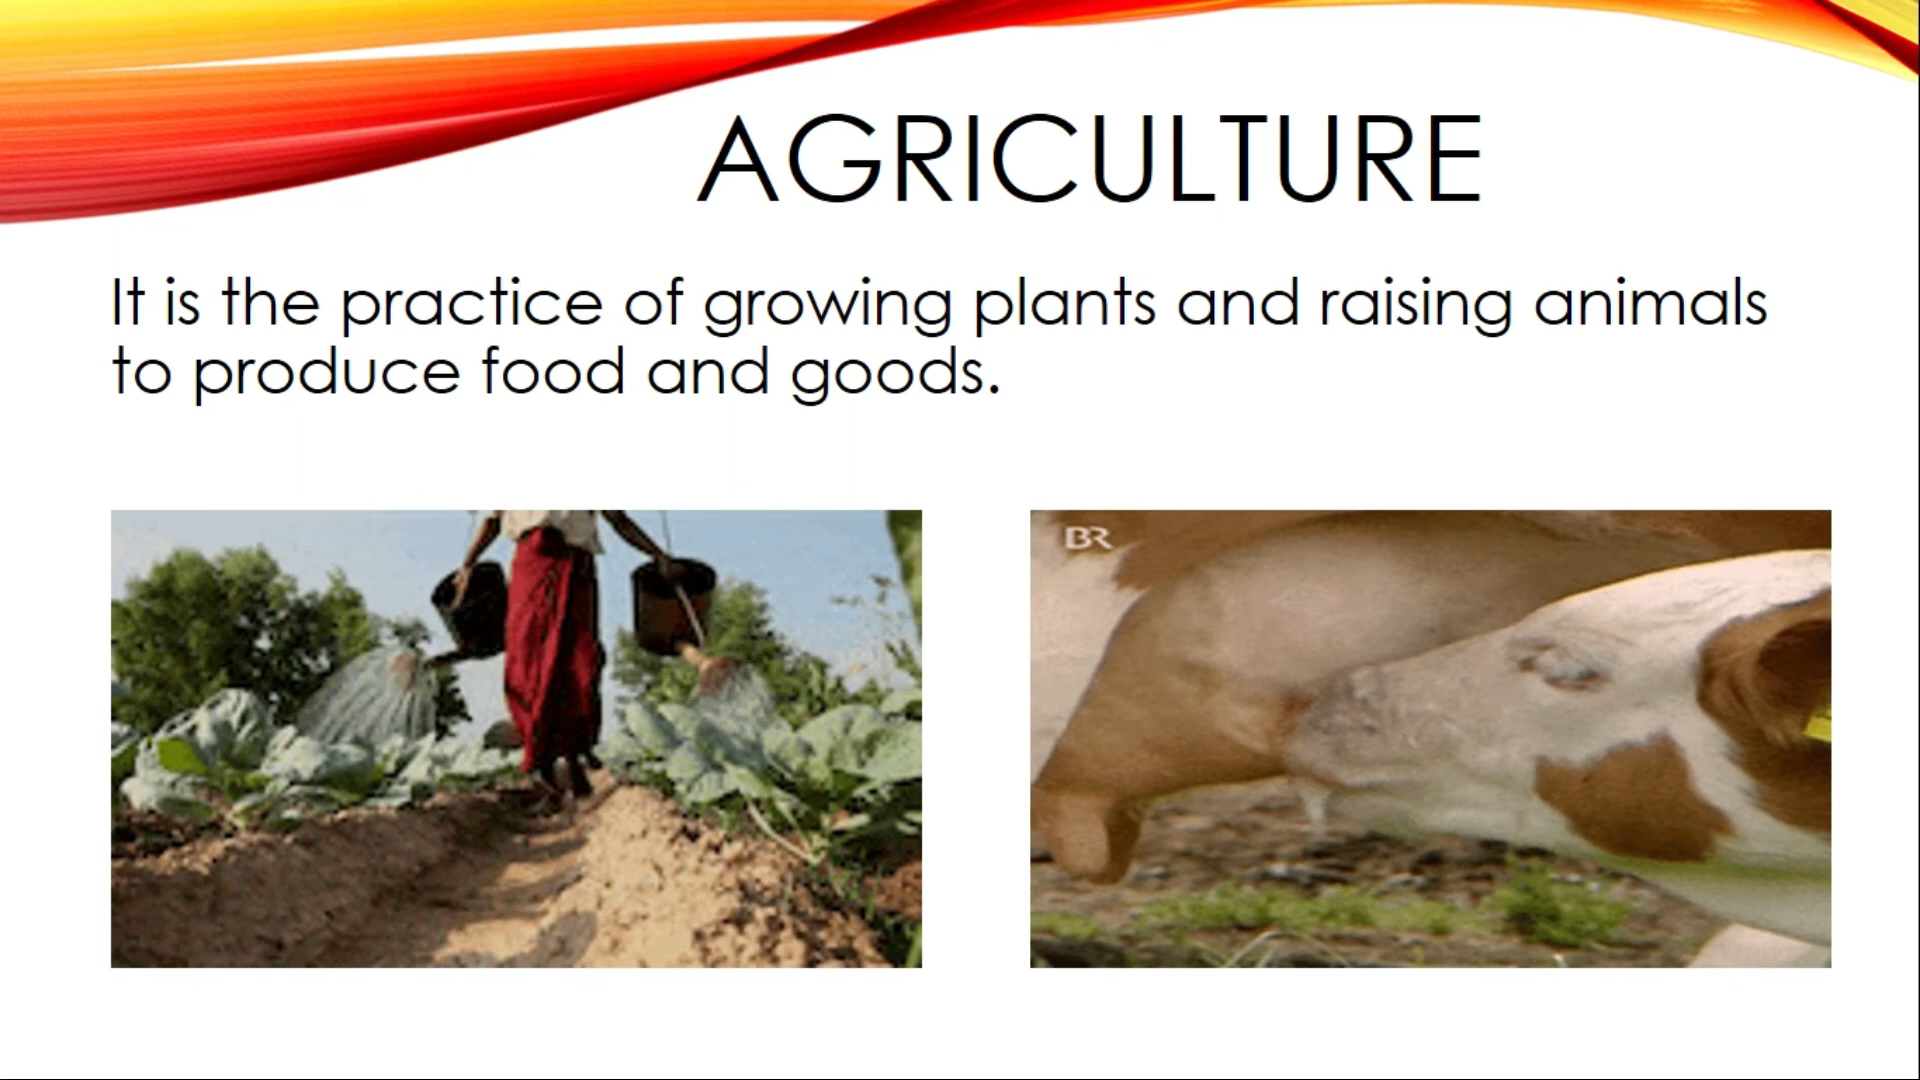 AGRICULTURE
It is the practice of growing plants and raising animals
to produce food and goods.
BR